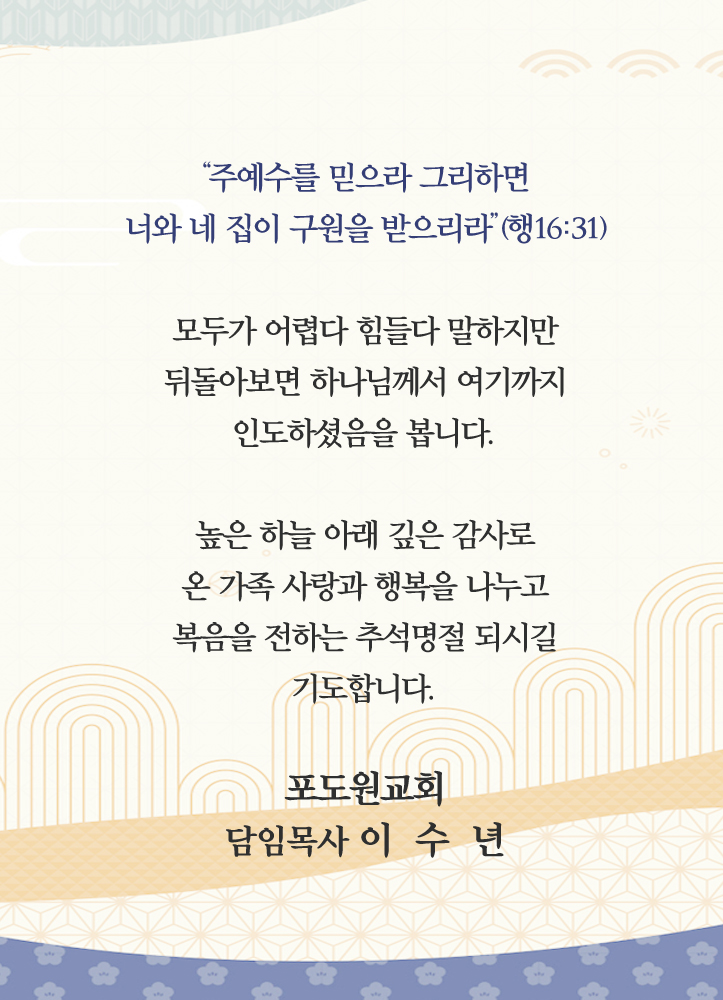 “주예수를 믿으라 그리하면
너와 네 집이 구원을 받으리라”(행16:31)
모두가 어렵다 힘들다 말하지만
뒤돌아보면 하나님께서 여기까지
인도하셨음을 봅니다.
높은 하늘 아래 깊은 감사로
온 가족 사랑과 행복을 나누고
복음을 전하는 추석명절 되시길
기도합니다.
포도원교회
담임목사 이 수 년